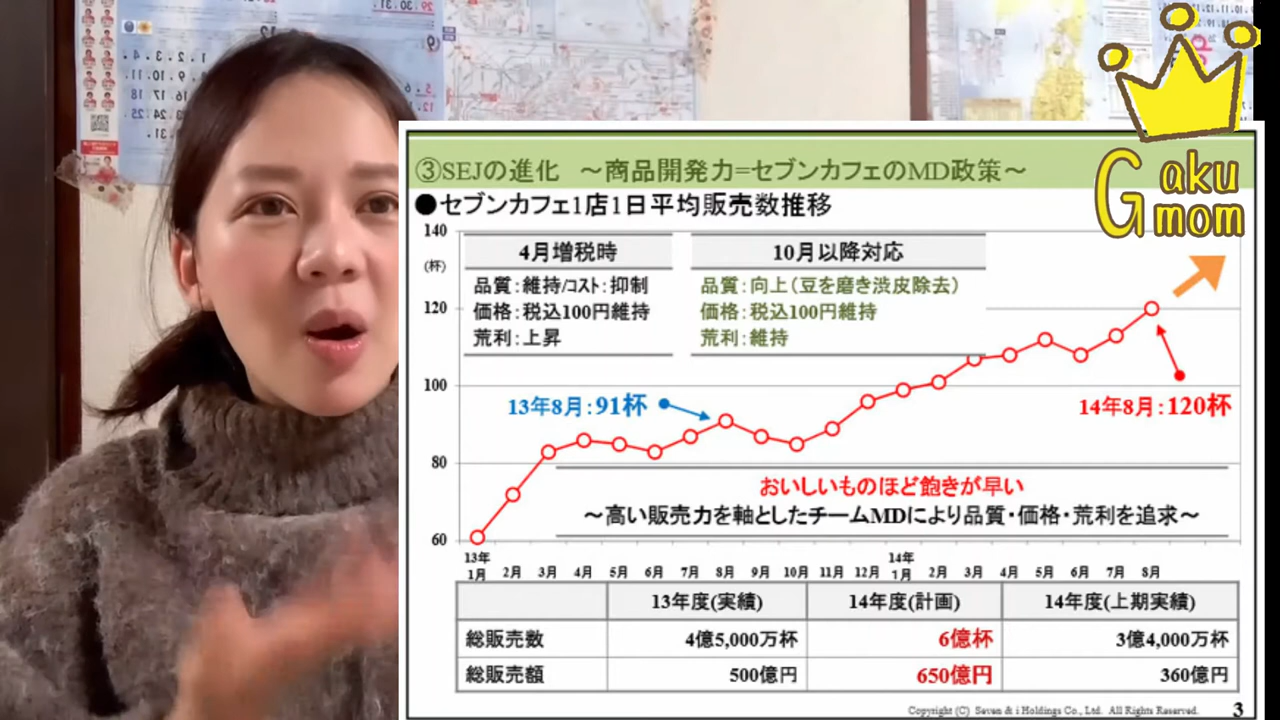 Gaku
mom
③SEJの進化 ～商品開発力=セブンカフェのMD政策～
●セブンカフェ1店1日平均販売数推移
140
(杯)
120
100
80
60
4月増税時
品質：維持/コスト：抑制
価格：税込100円維持
荒利：上昇
10月以降対応
品質：向上（豆を磨き渋皮除去）
価格：税込100円維持
荒利：維持
13年8月：91杯
14年8月：120杯
おいしいものほど飽きが早い
～高い販売力を軸としたチームMDにより品質・価格・荒利を追求～
13年 14年
1月 2月 3月 4月 5月 6月 7月 8月 9月 10月 11月 12月 1月 2月 3月 4月 5月 6月 7月 8月
13年度(実績) 14年度(計画) 14年度(上期実績)
総販売数 4億5,000万杯 6億杯 3億4,000万杯
総販売額 500億円 650億円 360億円
Copyright (C) Seven & i Holdings Co., Ltd. All Rights Reserved. 3